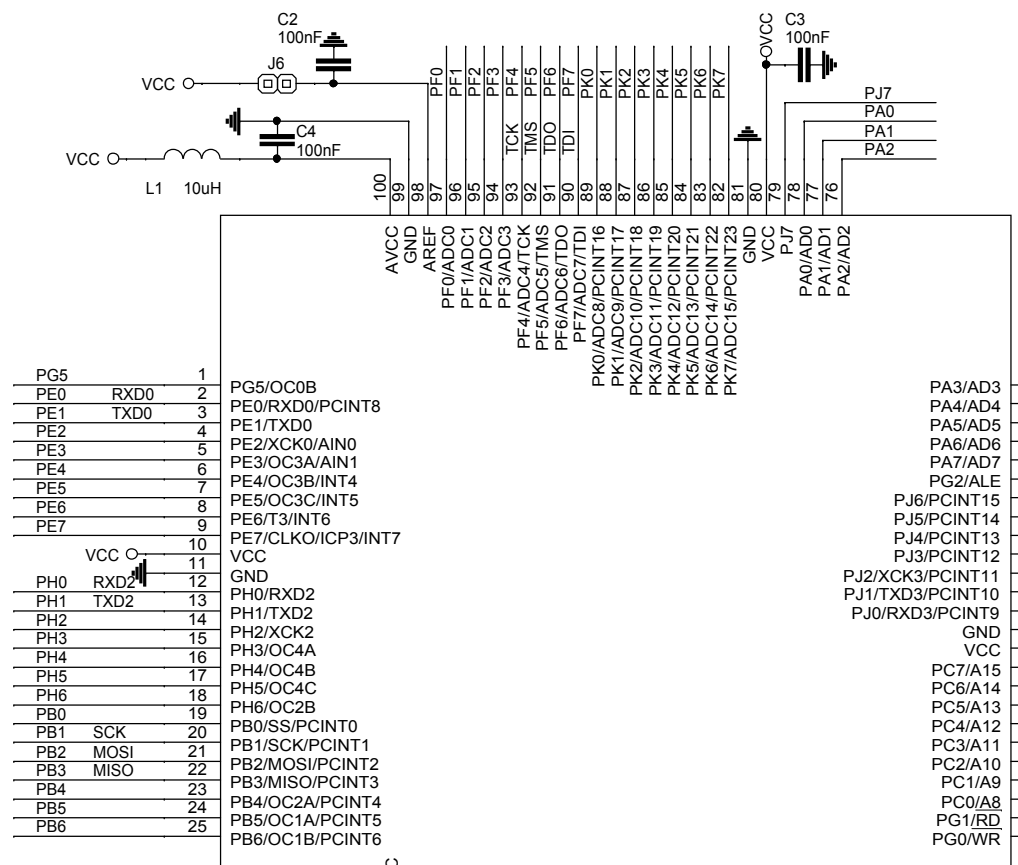 C2
100nF
J6
VCC
C4
100nF
VCC
L1 10uH
VCC
C3
100nF
PF0
PF1
PF2
PF3
PF4
PF5
PF6
PF7
PK0
PK1
PK2
PK3
PK4
PK5
PK6
PK7
TCK
TMS
TDO
TDI
PJ7
PA0
PA1
PA2
100
99
98
97
96
95
94
93
92
91
90
89
88
87
86
85
84
83
82
81
80
79
78
77
76
AVCC
GND
AREF
PF0/ADC0
PF1/ADC1
PF2/ADC2
PF3/ADC3
PF4/ADC4/TCK
PF5/ADC5/TMS
PF6/ADC6/TDO
PF7/ADC7/TDI
PK0/ADC8/PCINT16
PK1/ADC9/PCINT17
PK2/ADC10/PCINT18
PK3/ADC11/PCINT19
PK4/ADC12/PCINT20
PK5/ADC13/PCINT21
PK6/ADC14/PCINT22
PK7/ADC15/PCINT23
GND
VCC
PJ7
PA0/AD0
PA1/AD1
PA2/AD2
PG5 1 PG5/OC0B
PE0 RXD0 2 PE0/RXD0/PCINT8
PE1 TXD0 3 PE1/TXD0
PE2 4 PE2/XCK0/AIN0
PE3 5 PE3/OC3A/AIN1
PE4 6 PE4/OC3B/INT4
PE5 7 PE5/OC3C/INT5
PE6 8 PE6/T3/INT6
PE7 9 PE7/CLKO/ICP3/INT7
VCC 10 VCC
11 GND
PH0 RXD2 12 PH0/RXD2
PH1 TXD2 13 PH1/TXD2
PH2 14 PH2/XCK2
PH3 15 PH3/OC4A
PH4 16 PH4/OC4B
PH5 17 PH5/OC4C
PH6 18 PH6/OC2B
PB0 19 PB0/SS/PCINT0
PB1 SCK 20 PB1/SCK/PCINT1
PB2 MOSI 21 PB2/MOSI/PCINT2
PB3 MISO 22 PB3/MISO/PCINT3
PB4 23 PB4/OC2A/PCINT4
PB5 24 PB5/OC1A/PCINT5
PB6 25 PB6/OC1B/PCINT6
PA3/AD3
PA4/AD4
PA5/AD5
PA6/AD6
PA7/AD7
PG2/ALE
PJ6/PCINT15
PJ5/PCINT14
PJ4/PCINT13
PJ3/PCINT12
PJ2/XCK3/PCINT11
PJ1/TXD3/PCINT10
PJ0/RXD3/PCINT9
GND
VCC
PC7/A15
PC6/A14
PC5/A13
PC4/A12
PC3/A11
PC2/A10
PC1/A9
PC0/A8
PG1/RD
PG0/WR